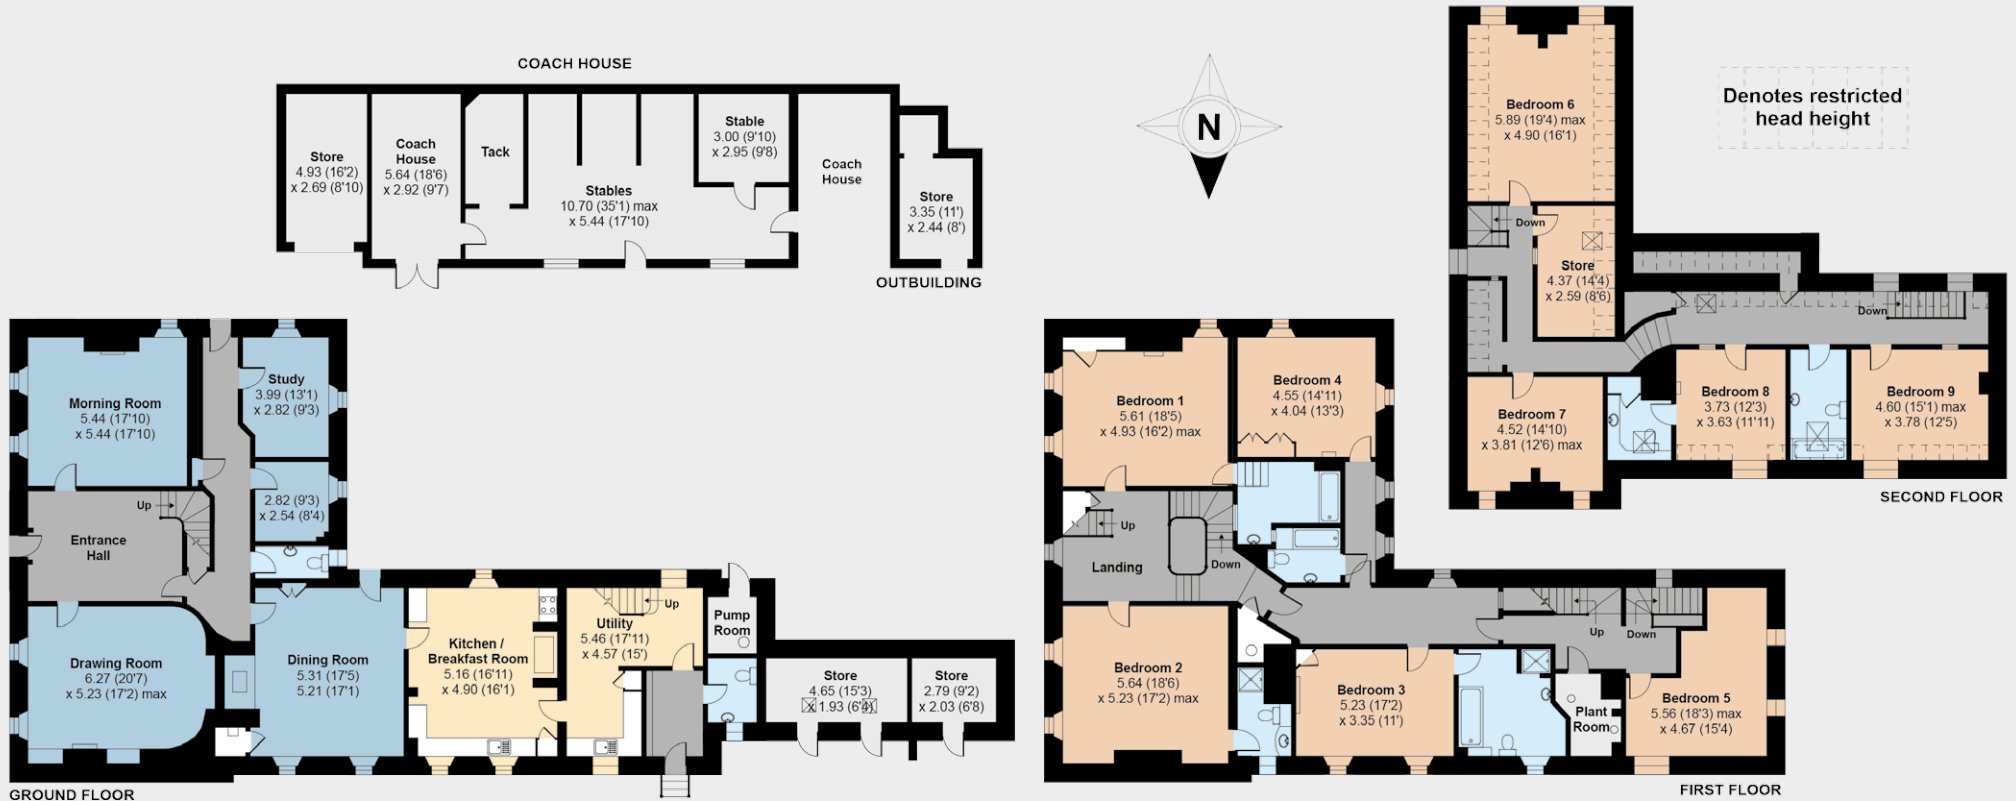 COACH HOUSE
Store
4.93 (16'2)
x 2.69 (8'10)
Coach
House
5.64 (18'6)
x 2.92 (9'7)
Tack
Stables
10.70 (35'1) max
x 5.44 (17'10)
Stable
3.00 (9'10)
x 2.95 (9'8)
Coach
House
Store
3.35 (11')
x 2.44 (8')
OUTBUILDING
N
Denotes restricted
head height
Morning Room
5.44 (17'10)
x 5.44 (17'10)
Study
3.99 (13'1)
x 2.82 (9'3)
2.82 (9'3)
x 2.54 (8'4)
Up
Entrance
Hall
Drawing Room
6.27 (20'7)
x 5.23 (17'2) max
Dining Room
5.31 (17'5)
5.21 (17'1)
Kitchen /
Breakfast Room
5.16 (16'11)
x 4.90 (16'1)
Up
Utility
5.46 (17'11)
x 4.57 (15')
Pump
Room
Store
4.65 (15'3)
x 1.93 (6'4)
Store
2.79 (9'2)
x 2.03 (6'8)
GROUND FLOOR
Bedroom 1
5.61 (18'5)
x 4.93 (16'2) max
Bedroom 4
4.55 (14'11)
x 4.04 (13'3)
Up
Landing
Down
Bedroom 2
5.64 (18'6)
x 5.23 (17'2) max
Bedroom 3
5.23 (17'2)
x 3.35 (11')
Up
Down
Plant
Room
Bedroom 5
5.56 (18'3) max
x 4.67 (15'4)
FIRST FLOOR
Bedroom 6
5.89 (19'4) max
x 4.90 (16'1)
Down
Store
4.37 (14'4)
x 2.59 (8'6)
Down
Bedroom 7
4.52 (14'10)
x 3.81 (12'6) max
Bedroom 8
3.73 (12'3)
x 3.63 (11'11)
Bedroom 9
4.60 (15'1) max
x 3.78 (12'5)
SECOND FLOOR